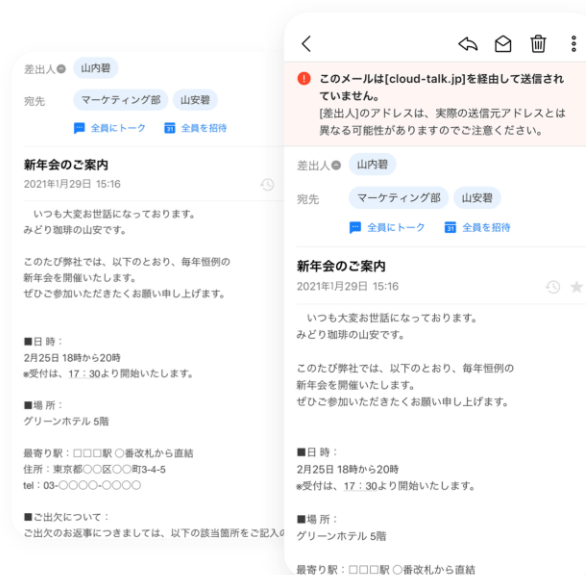 差出人 山内碧
宛先 マーケティング部 山安碧
全員にトーク 31 全員を招待
新年会のご案内
2021年1月29日 15:16
いつも大変お世話になっております。
みどり珈琲の山安です。
このたび弊社では、以下のとおり、毎年恒例の
新年会を開催いたします。
ぜひご参加いただきたくお願い申し上げます。
■日 時：
2月25日 18時から20時
※受付は、17：30より開始いたします。
■場 所：
グリーンホテル 5階
最寄り駅：□□□駅 〇番改札から直結
住所：東京都〇〇区〇〇町3-4-5
tel：03-〇〇〇〇-〇〇〇〇
■ご出欠について：
ご出欠のお返事につきましては、以下の該当箇所をご記入の
このメールは[cloud-talk.jp]を経由して送信され
ていません。
[差出人]のアドレスは、実際の送信元アドレスとは
異なる可能性がありますのでご注意ください。
差出人 山内碧
宛先 マーケティング部 山安碧
全員にトーク 31 全員を招待
新年会のご案内
2021年1月29日 15:16
いつも大変お世話になっております。
みどり珈琲の山安です。
このたび弊社では、以下のとおり、毎年恒例の
新年会を開催いたします。
ぜひご参加いただきたくお願い申し上げます。
■日 時：
2月25日 18時から20時
※受付は、17：30より開始いたします。
■場 所：
グリーンホテル 5階
最寄り駅：□□□駅 〇番改札から直結